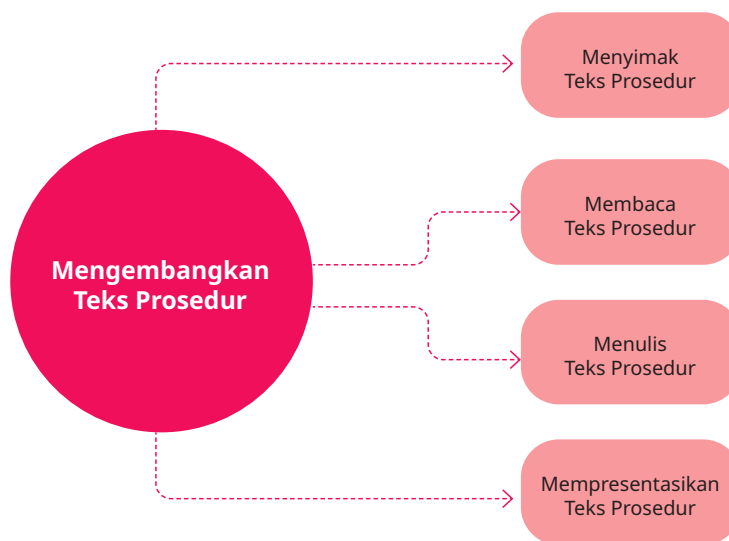 Menyimak
Teks Prosedur
Membaca
Teks Prosedur
Mengembangkan
Teks Prosedur
Menulis
Teks Prosedur
Mempresentasikan
Teks Prosedur